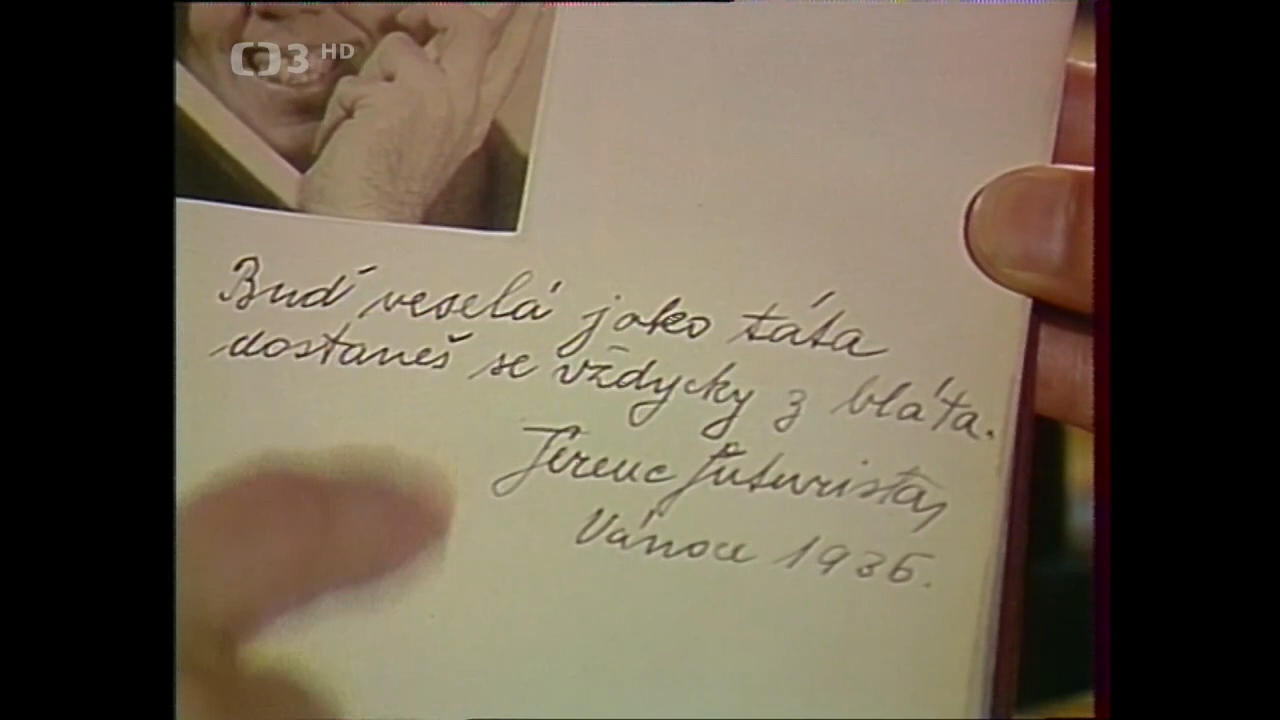 ČT3 HD
Buď veselá jako táta
dostaneš se vždycky z bláta.
Ferenc Futurista,
Vánoce 1936.